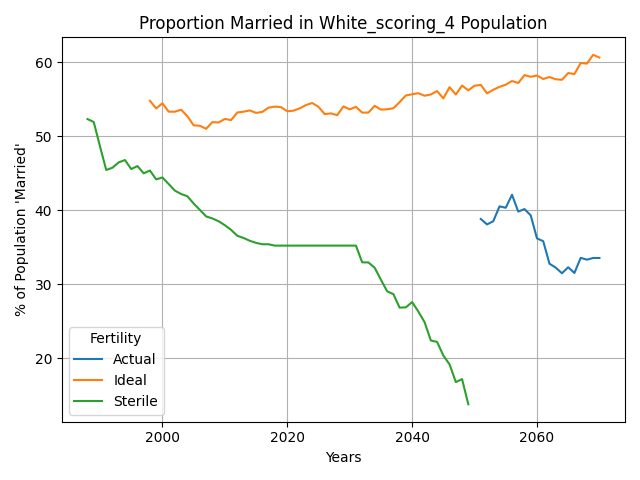 Proportion Married in White_scoring_4 Population
% of Population 'Married'
60
50
40
30
20
Fertility
Actual
Ideal
Sterile
2000 2020 2040 2060
Years